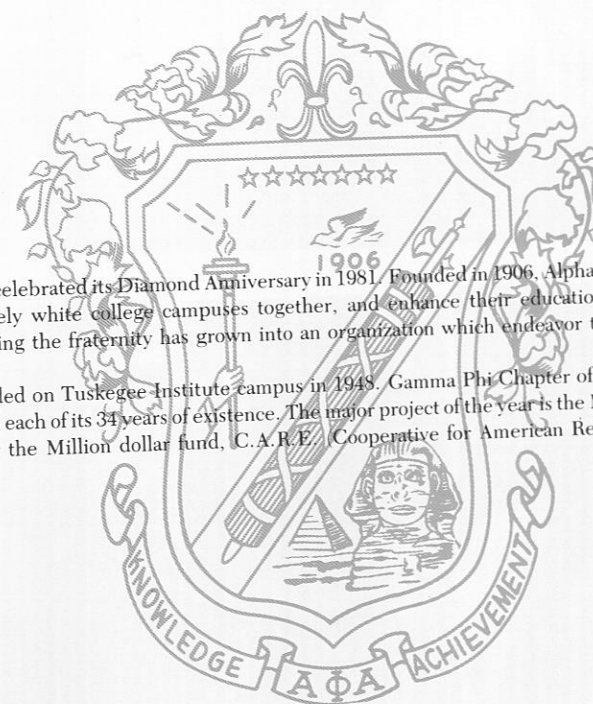 1906
celebrated its Diamond Anniversary in 1981. Founded in 1906, Alpha
ely white college campuses together, and enhance their educatio
ing the fraternity has grown into an organization which endeavor t
led on Tuskegee Institute campus in 1948. Gamma Phi Chapter of
each of its 34 years of existence. The major project of the year is the
the Million dollar fund, C.A.R.E. (Cooperative for American Re
KNOWLEDGE
ΑΦΑ
ACHIEVEMENT